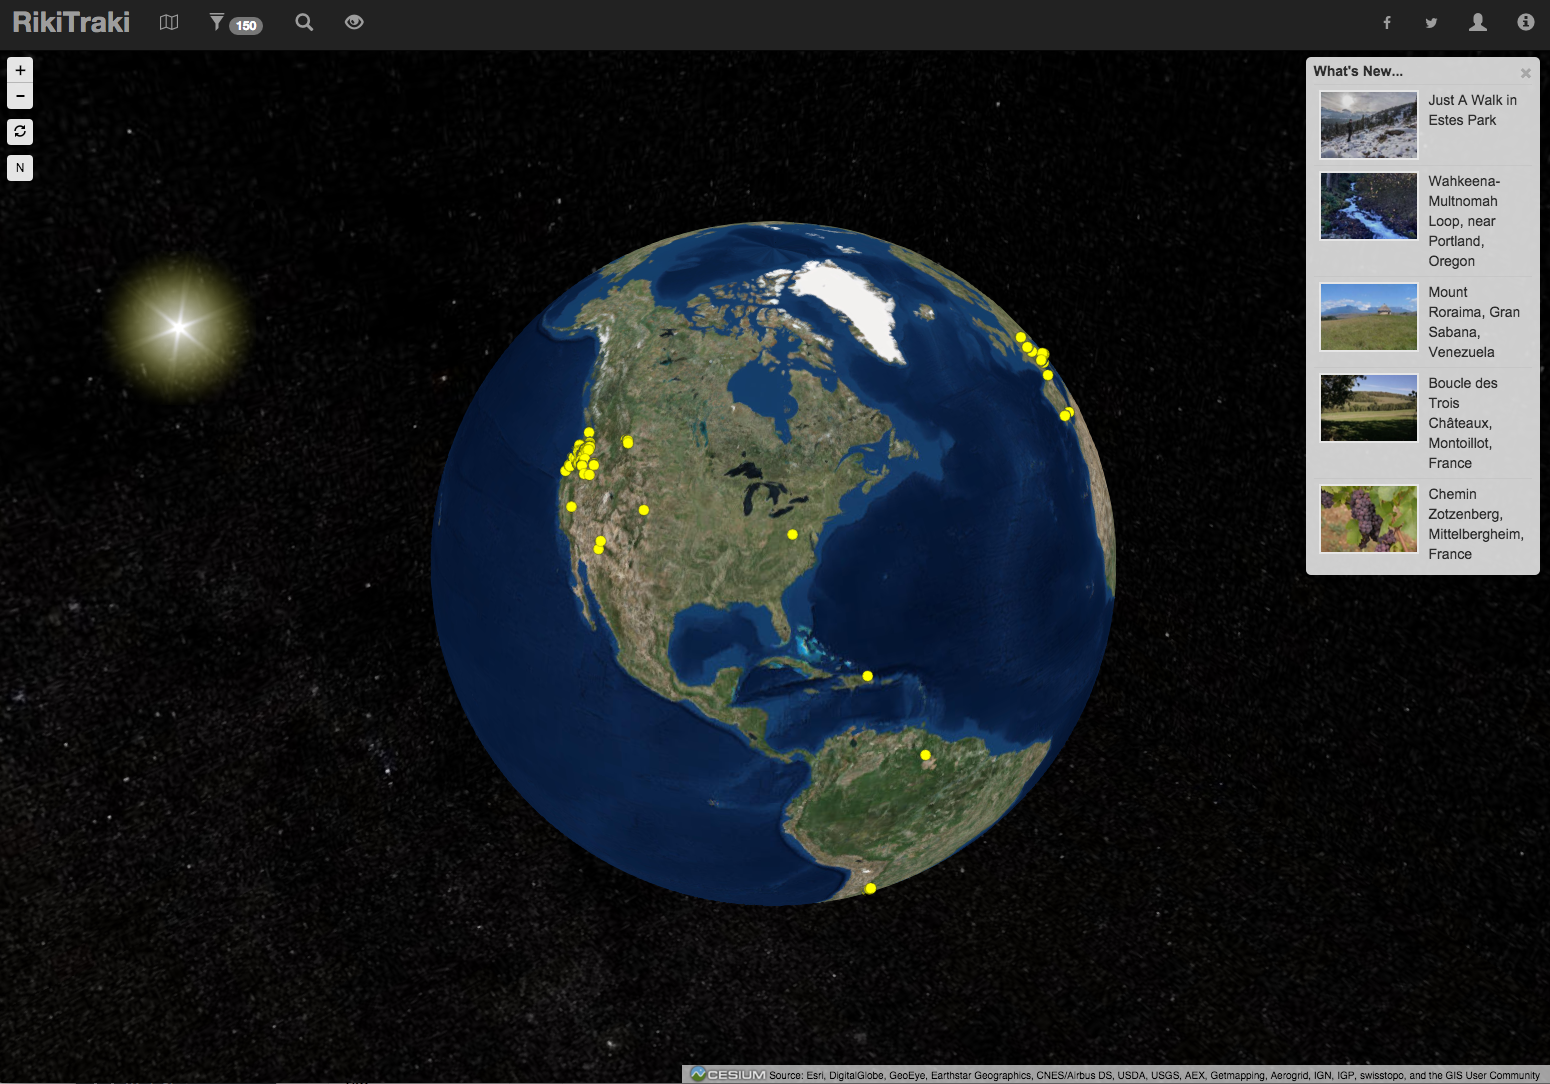 RikiTraki
150
+
−
N
What's New...
Just A Walk in
Estes Park
Wahkeena-
Multnomah
Loop, near
Portland,
Oregon
Mount
Roraima, Gran
Sabana,
Venezuela
Boucle des
Trois
Châteaux,
Montoillot,
France
Chemin
Zotzenberg,
Mittelbergheim,
France
CESIUM Source: Esri, DigitalGlobe, GeoEye, Earthstar Geographics, CNES/Airbus DS, USDA, USGS, AEX, Getmapping, Aerogrid, IGN, IGP, swisstopo, and the GIS User Community